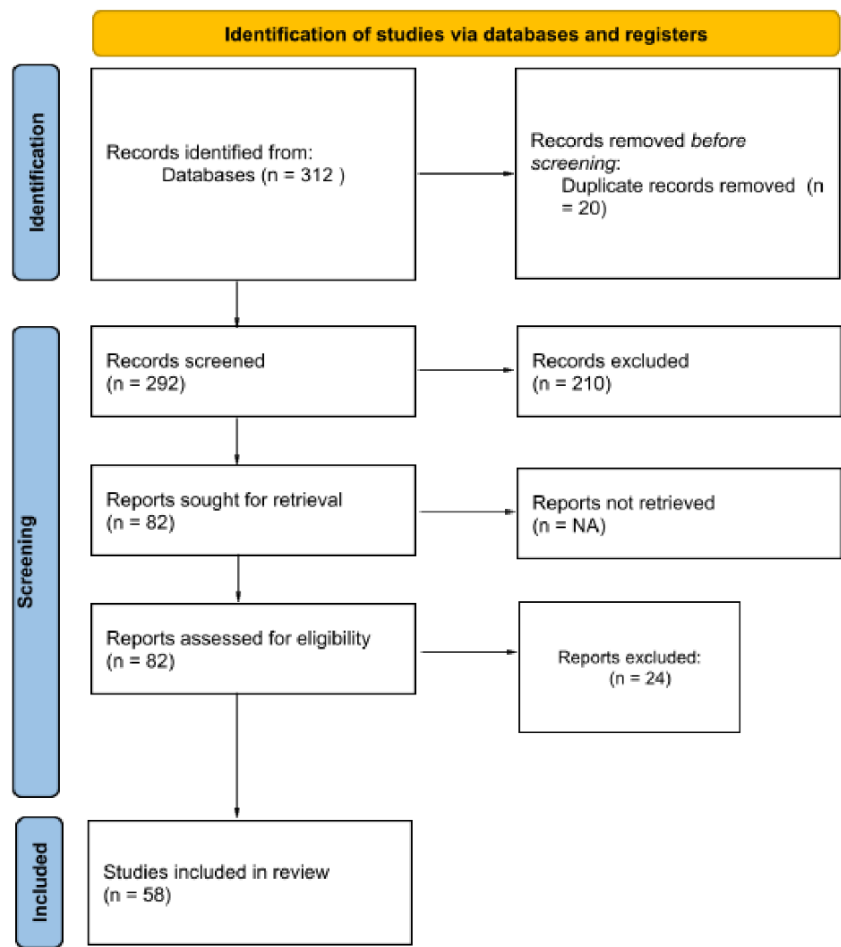 Identification of studies via databases and registers
Identification
Records identified from:
Databases (n = 312 )
Records removed before
screening:
Duplicate records removed (n
= 20)
Screening
Records screened
(n = 292)
Records excluded
(n = 210)
Reports sought for retrieval
(n = 82)
Reports not retrieved
(n = NA)
Reports assessed for eligibility
(n = 82)
Reports excluded:
(n = 24)
Included
Studies included in review
(n = 58)